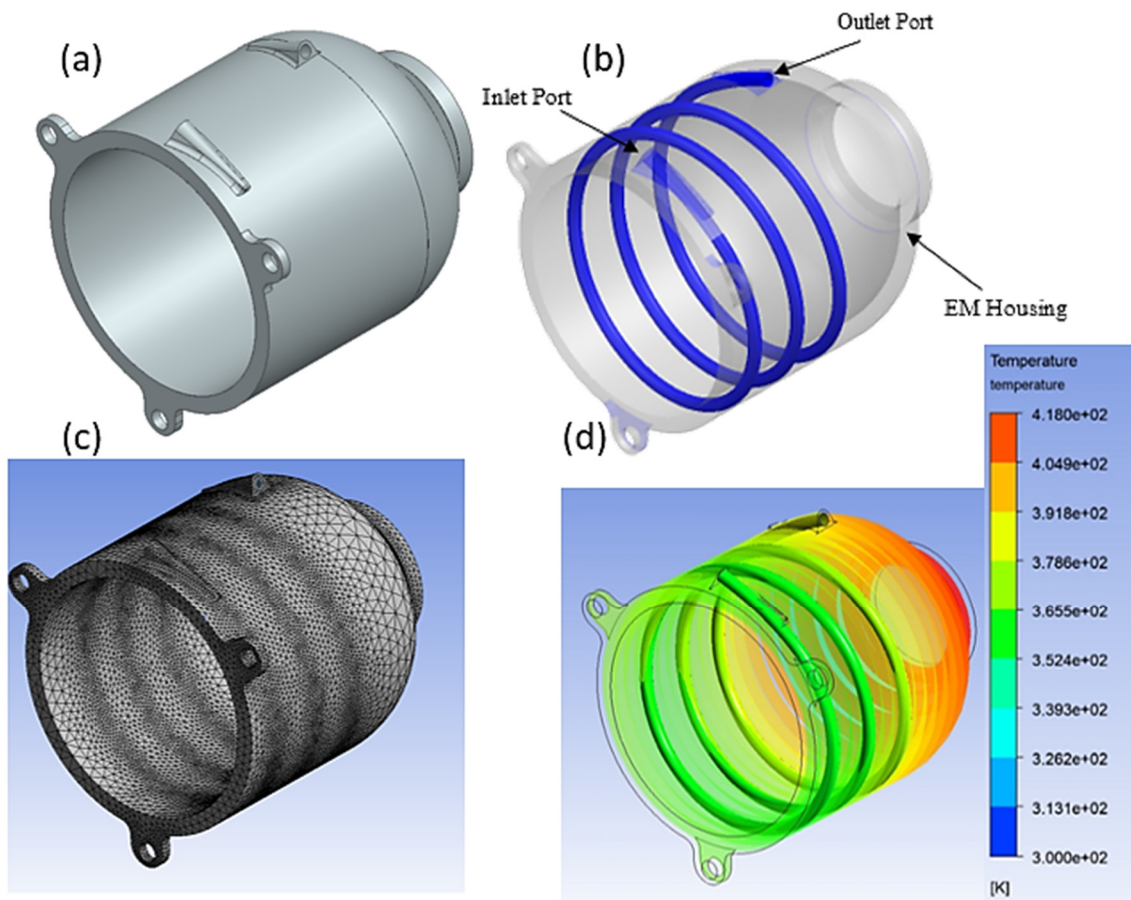 (a)
(b)
Outlet Port
Inlet Port
EM Housing
(c)
(d)
Temperature
temperature
4.180e+02
4.049e+02
3.918e+02
3.786e+02
3.655e+02
3.524e+02
3.393e+02
3.262e+02
3.131e+02
3.000e+02
[K]